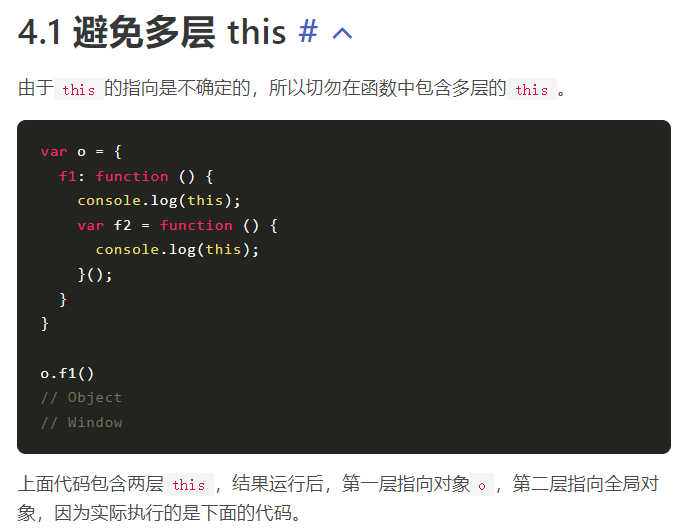 4.1 避免多层 this #
由于 this 的指向是不确定的，所以切勿在函数中包含多层的 this 。
var o = {
  f1: function () {
    console.log(this);
    var f2 = function () {
      console.log(this);
    }();
  }
}
o.f1()
// Object
// Window
上面代码包含两层 this ，结果运行后，第一层指向对象 o ，第二层指向全局对
象，因为实际执行的是下面的代码。